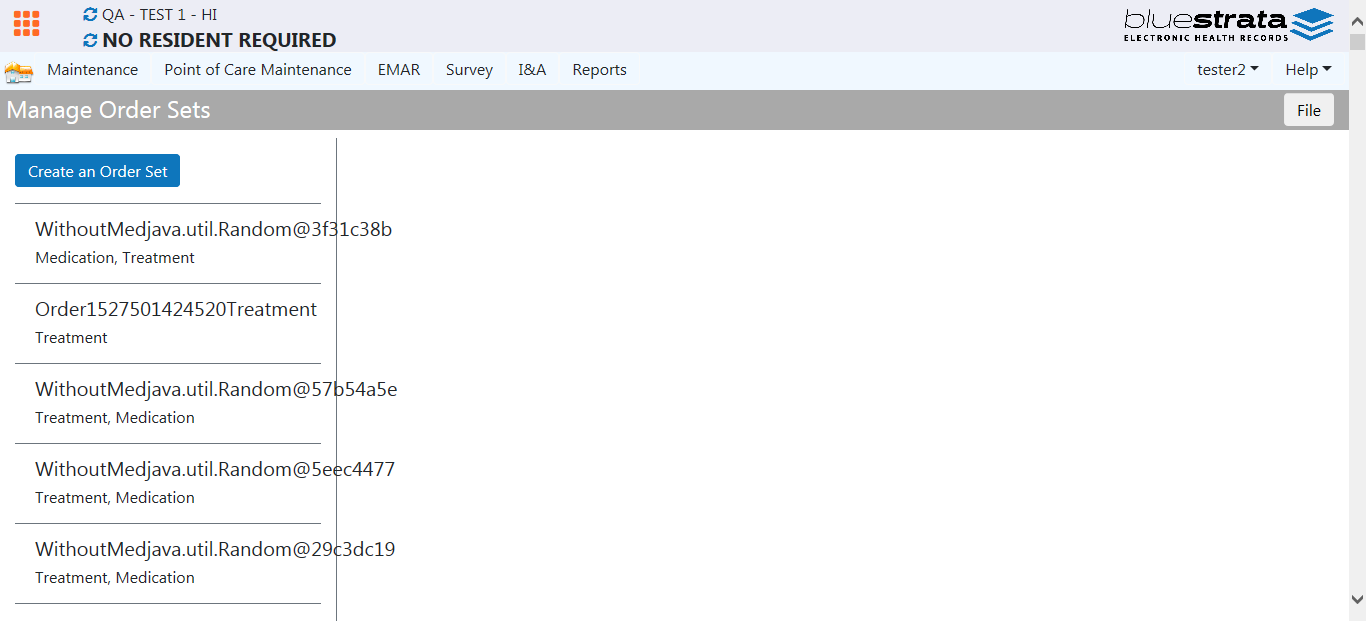 QA - TEST 1 - HI
NO RESIDENT REQUIRED
bluestrata
ELECTRONIC HEALTH RECORDS
Maintenance Point of Care Maintenance EMAR Survey I&A Reports tester2 Help
Manage Order Sets File
Create an Order Set
WithoutMedjava.util.Random@3f31c38b
Medication, Treatment
Order1527501424520Treatment
Treatment
WithoutMedjava.util.Random@57b54a5e
Treatment, Medication
WithoutMedjava.util.Random@5eec4477
Treatment, Medication
WithoutMedjava.util.Random@29c3dc19
Treatment, Medication